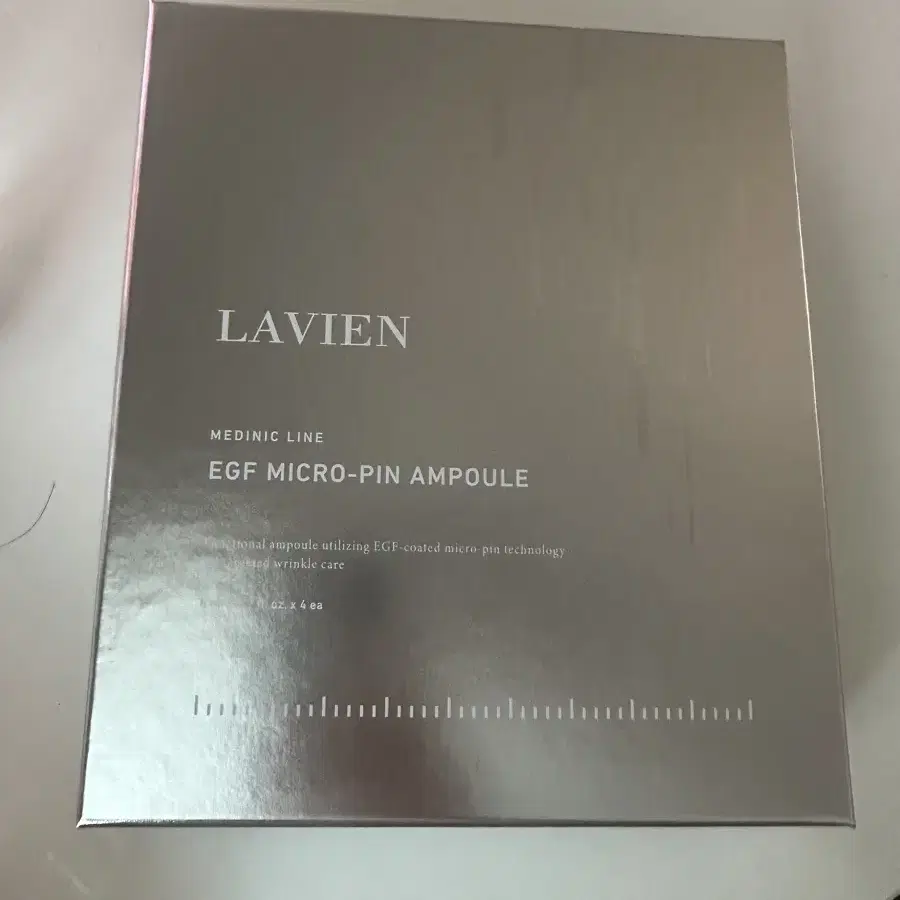 LAVIEN
MEDINIC LINE
EGF MICRO-PIN AMPOULE
ampoule utilizing EGF-coated micro-pin technology
wrinkle care
oz. x 4 ea